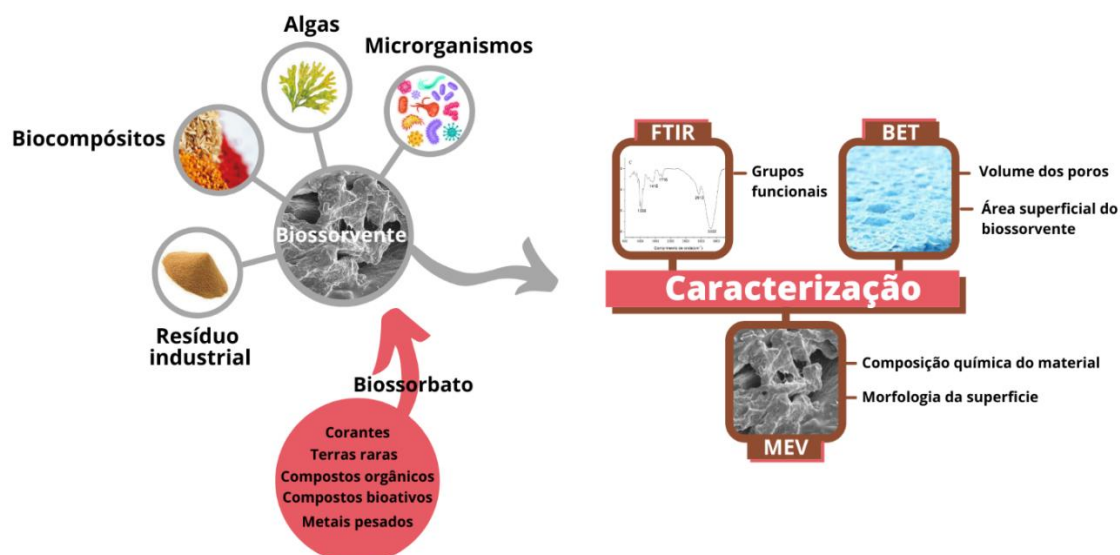 Algas
Microrganismos
Biocompósitos
Biossorvente
Resíduo
industrial
Biossorbato
Corantes
Terras raras
Compostos orgânicos
Compostos bioativos
Metais pesados
FTIR
Grupos
funcionais
BET
Volume dos poros
Área superficial do
biossorvente
Caracterização
Composição química do material
Morfologia da superficie
MEV